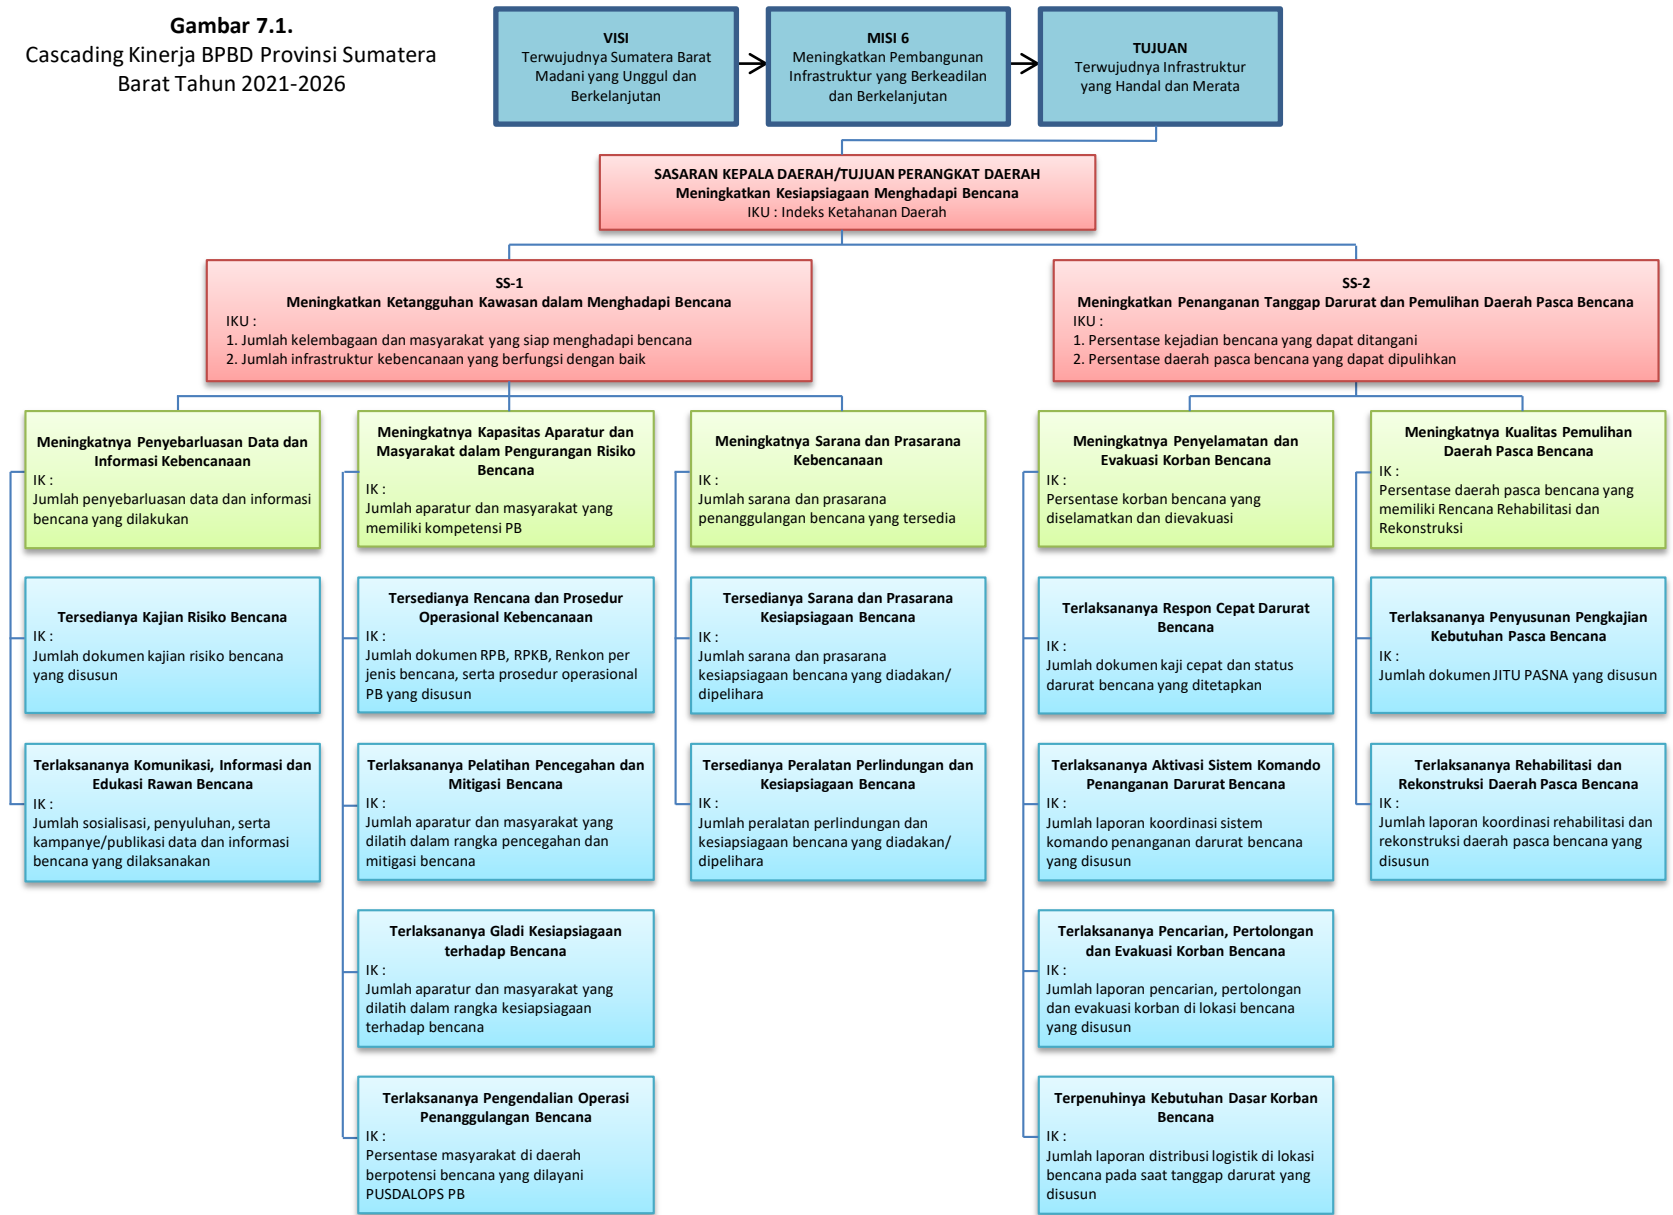 Gambar 7.1.
Cascading Kinerja BPBD Provinsi Sumatera
Barat Tahun 2021-2026
VISI
Terwujudnya Sumatera Barat
Madani yang Unggul dan
Berkelanjutan
MISI 6
Meningkatkan Pembangunan
Infrastruktur yang Berkeadilan
dan Berkelanjutan
TUJUAN
Terwujudnya Infrastruktur
yang Handal dan Merata
SASARAN KEPALA DAERAH/TUJUAN PERANGKAT DAERAH
Meningkatkan Kesiapsiagaan Menghadapi Bencana
IKU : Indeks Ketahanan Daerah
SS-1
Meningkatkan Ketangguhan Kawasan dalam Menghadapi Bencana
IKU :
1. Jumlah kelembagaan dan masyarakat yang siap menghadapi bencana
2. Jumlah infrastruktur kebencanaan yang berfungsi dengan baik
SS-2
Meningkatkan Penanganan Tanggap Darurat dan Pemulihan Daerah Pasca Bencana
IKU :
1. Persentase kejadian bencana yang dapat ditangani
2. Persentase daerah pasca bencana yang dapat dipulihkan
Meningkatnya Penyebarluasan Data dan
Informasi Kebencanaan
IK :
Jumlah penyebarluasan data dan informasi
bencana yang dilakukan
Meningkatnya Kapasitas Aparatur dan
Masyarakat dalam Pengurangan Risiko
Bencana
IK :
Jumlah aparatur dan masyarakat yang
memiliki kompetensi PB
Meningkatnya Sarana dan Prasarana
Kebencanaan
IK :
Jumlah sarana dan prasarana
penanggulangan bencana yang tersedia
Meningkatnya Penyelamatan dan
Evakuasi Korban Bencana
IK :
Persentase korban bencana yang
diselamatkan dan dievakuasi
Meningkatnya Kualitas Pemulihan
Daerah Pasca Bencana
IK :
Persentase daerah pasca bencana yang
memiliki Rencana Rehabilitasi dan
Rekonstruksi
Tersedianya Kajian Risiko Bencana
IK :
Jumlah dokumen kajian risiko bencana
yang disusun
Tersedianya Rencana dan Prosedur
Operasional Kebencanaan
IK :
Jumlah dokumen RPB, RPKB, Renkon per
jenis bencana, serta prosedur operasional
PB yang disusun
Tersedianya Sarana dan Prasarana
Kesiapsiagaan Bencana
IK :
Jumlah sarana dan prasarana
kesiapsiagaan bencana yang diadakan/
dipelihara
Terlaksananya Respon Cepat Darurat
Bencana
IK :
Jumlah dokumen kaji cepat dan status
darurat bencana yang ditetapkan
Terlaksananya Penyusunan Pengkajian
Kebutuhan Pasca Bencana
IK :
Jumlah dokumen JITU PASNA yang disusun
Terlaksananya Komunikasi, Informasi dan
Edukasi Rawan Bencana
IK :
Jumlah sosialisasi, penyuluhan, serta
kampanye/publikasi data dan informasi
bencana yang dilaksanakan
Terlaksananya Pelatihan Pencegahan dan
Mitigasi Bencana
IK :
Jumlah aparatur dan masyarakat yang
dilatih dalam rangka pencegahan dan
mitigasi bencana
Tersedianya Peralatan Perlindungan dan
Kesiapsiagaan Bencana
IK :
Jumlah peralatan perlindungan dan
kesiapsiagaan bencana yang diadakan/
dipelihara
Terlaksananya Aktivasi Sistem Komando
Penanganan Darurat Bencana
IK :
Jumlah laporan koordinasi sistem
komando penanganan darurat bencana
yang disusun
Terlaksananya Rehabilitasi dan
Rekonstruksi Daerah Pasca Bencana
IK :
Jumlah laporan koordinasi rehabilitasi dan
rekonstruksi daerah pasca bencana yang
disusun
Terlaksananya Gladi Kesiapsiagaan
terhadap Bencana
IK :
Jumlah aparatur dan masyarakat yang
dilatih dalam rangka kesiapsiagaan
terhadap bencana
Terlaksananya Pencarian, Pertolongan
dan Evakuasi Korban Bencana
IK :
Jumlah laporan pencarian, pertolongan
dan evakuasi korban di lokasi bencana
yang disusun
Terlaksananya Pengendalian Operasi
Penanggulangan Bencana
IK :
Persentase masyarakat di daerah
berpotensi bencana yang dilayani
PUSDALOPS PB
Terpenuhinya Kebutuhan Dasar Korban
Bencana
IK :
Jumlah laporan distribusi logistik di lokasi
bencana pada saat tanggap darurat yang
disusun